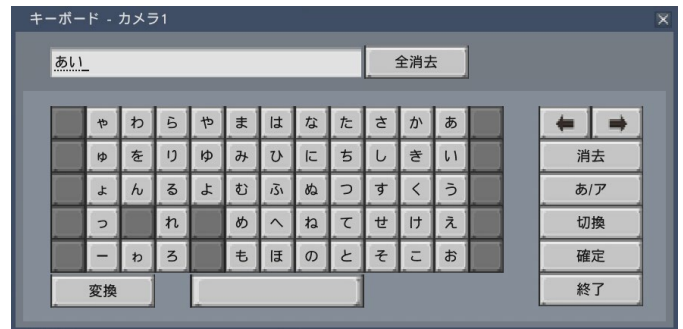 キーボード - カメラ1
あい_
全消去
ゃ わ ら や ま は な た さ か あ
ゅ を り ゆ み ひ に ち し き い
ょ ん る よ む ふ ぬ つ す く う
っ れ め へ ね て せ け え
ー ゎ ろ も ほ の と そ こ お
消去
あ/ア
切換
確定
変換
終了